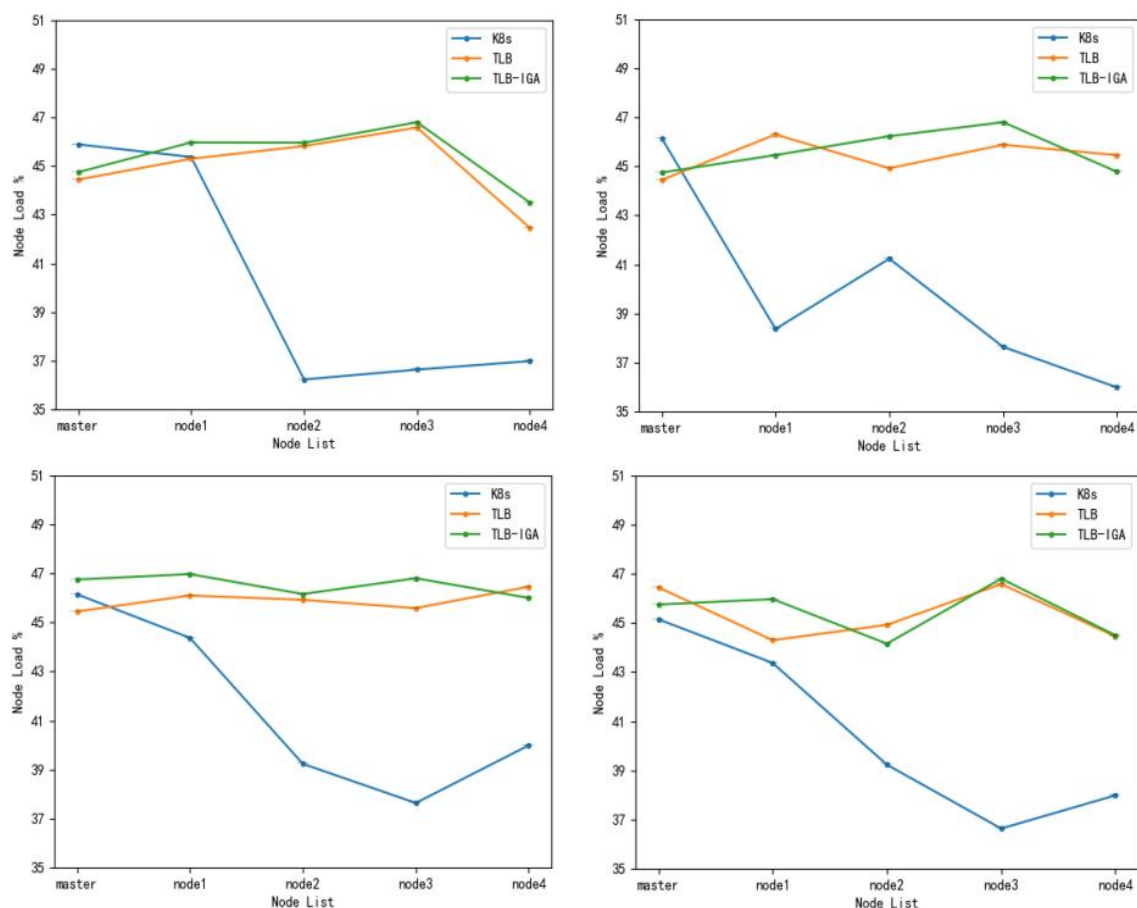 51
49
47
45
43
41
39
37
35
Node Load %
K8s
TLB
TLB-IGA
master node1 node2 node3 node4
Node List
51
49
47
45
43
41
39
37
35
Node Load %
K8s
TLB
TLB-IGA
master node1 node2 node3 node4
Node List
51
49
47
45
43
41
39
37
35
Node Load %
K8s
TLB
TLB-IGA
master node1 node2 node3 node4
Node List
51
49
47
45
43
41
39
37
35
Node Load %
K8s
TLB
TLB-IGA
master node1 node2 node3 node4
Node List